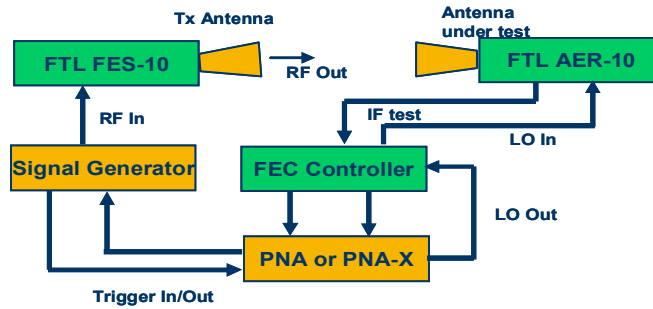 Tx Antenna
Antenna
under test
FTL FES-10
RF Out
FTL AER-10
RF In
IF test
LO In
Signal Generator
FEC Controller
LO Out
PNA or PNA-X
Trigger In/Out